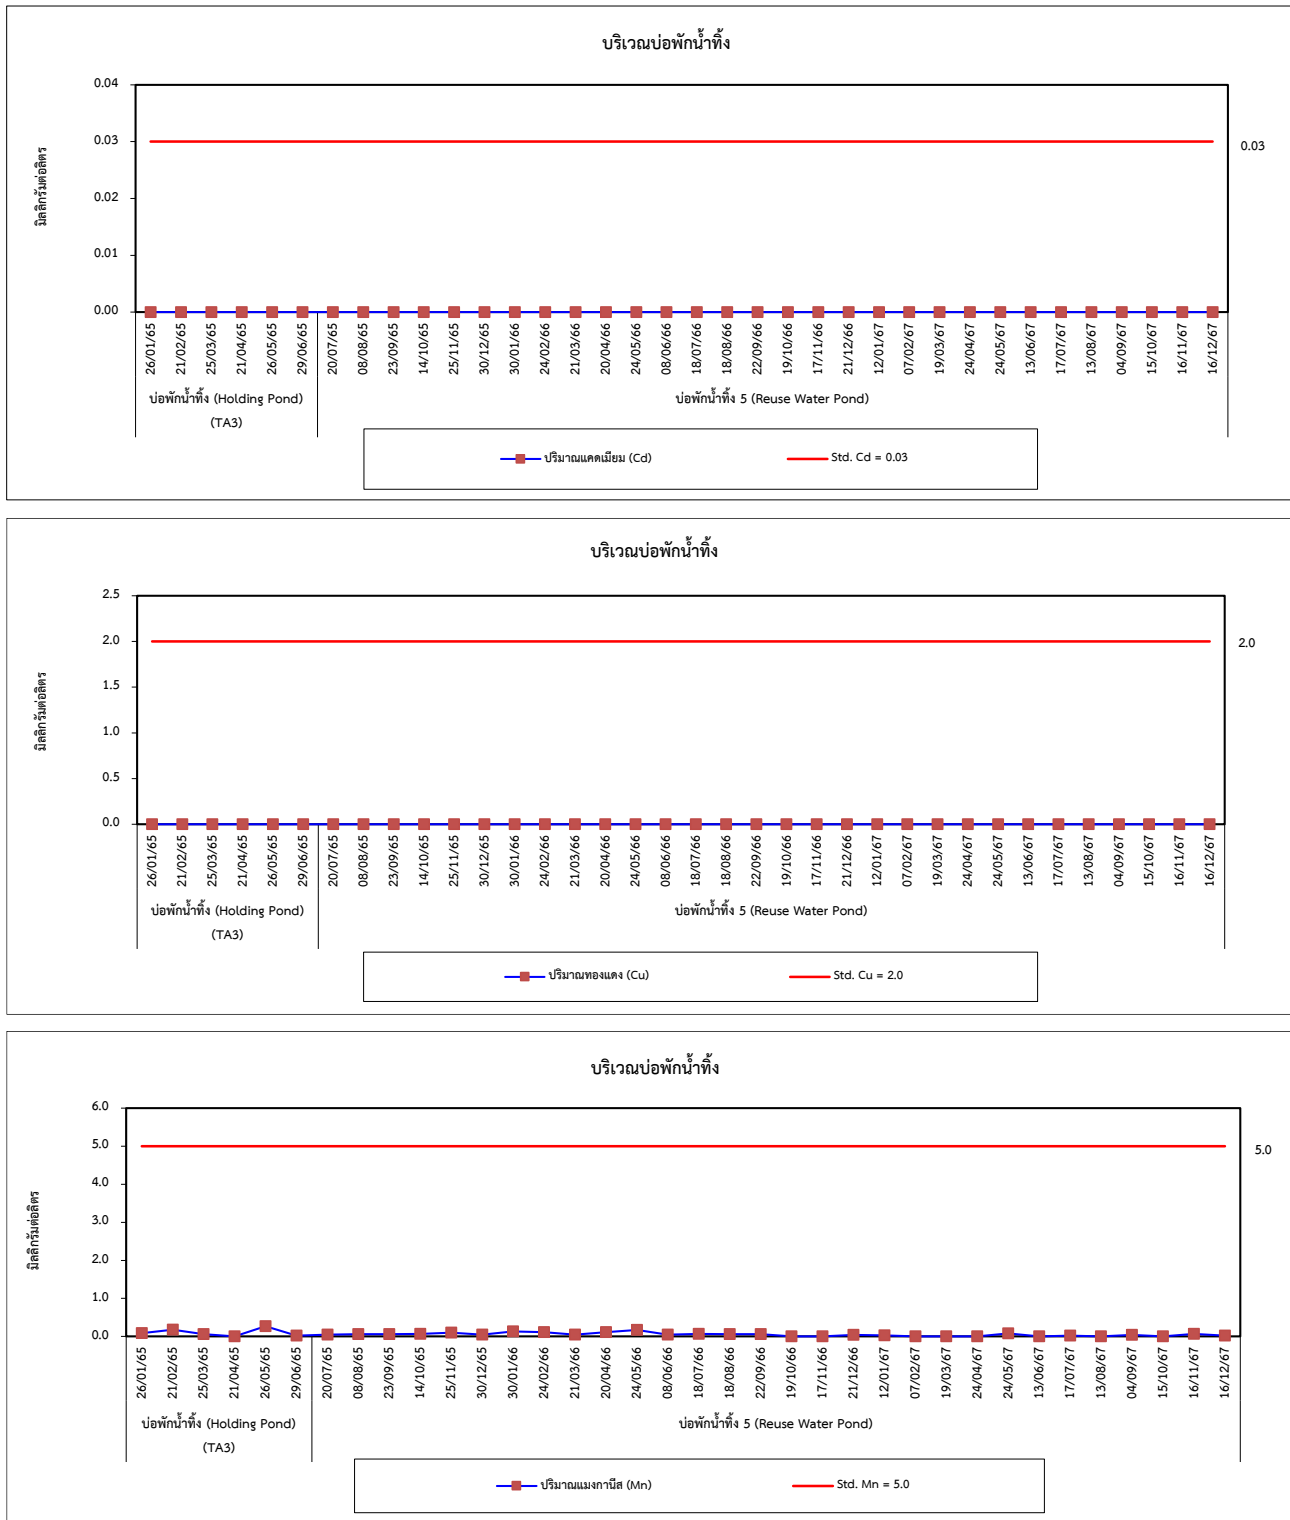 บริเวณบ่อพักน้ำทิ้ง
มิลลิกรัมต่อลิตร
0.04
0.03
0.02
0.01
0.00
0.03
26/01/65 21/02/65 25/03/65 21/04/65 26/05/65 29/06/65 20/07/65 08/08/65 23/09/65 14/10/65 25/11/65 30/12/65 30/01/66 24/02/66 21/03/66 20/04/66 24/05/66 08/06/66 18/07/66 18/08/66 22/09/66 19/10/66 17/11/66 21/12/66 12/01/67 07/02/67 19/03/67 24/04/67 24/05/67 13/06/67 17/07/67 13/08/67 04/09/67 15/10/67 16/11/67 16/12/67
บ่อพักน้ำทิ้ง (Holding Pond) บ่อพักน้ำทิ้ง 5 (Reuse Water Pond)
(TA3)
ปริมาณแคดเมียม (Cd) Std. Cd = 0.03
บริเวณบ่อพักน้ำทิ้ง
มิลลิกรัมต่อลิตร
2.5
2.0
1.5
1.0
0.5
0.0
2.0
26/01/65 21/02/65 25/03/65 21/04/65 26/05/65 29/06/65 20/07/65 08/08/65 23/09/65 14/10/65 25/11/65 30/12/65 30/01/66 24/02/66 21/03/66 20/04/66 24/05/66 08/06/66 18/07/66 18/08/66 22/09/66 19/10/66 17/11/66 21/12/66 12/01/67 07/02/67 19/03/67 24/04/67 24/05/67 13/06/67 17/07/67 13/08/67 04/09/67 15/10/67 16/11/67 16/12/67
บ่อพักน้ำทิ้ง (Holding Pond) บ่อพักน้ำทิ้ง 5 (Reuse Water Pond)
(TA3)
ปริมาณทองแดง (Cu) Std. Cu = 2.0
บริเวณบ่อพักน้ำทิ้ง
มิลลิกรัมต่อลิตร
6.0
5.0
4.0
3.0
2.0
1.0
0.0
5.0
26/01/65 21/02/65 25/03/65 21/04/65 26/05/65 29/06/65 20/07/65 08/08/65 23/09/65 14/10/65 25/11/65 30/12/65 30/01/66 24/02/66 21/03/66 20/04/66 24/05/66 08/06/66 18/07/66 18/08/66 22/09/66 19/10/66 17/11/66 21/12/66 12/01/67 07/02/67 19/03/67 24/04/67 24/05/67 13/06/67 17/07/67 13/08/67 04/09/67 15/10/67 16/11/67 16/12/67
บ่อพักน้ำทิ้ง (Holding Pond) บ่อพักน้ำทิ้ง 5 (Reuse Water Pond)
(TA3)
ปริมาณแมงกานีส (Mn) Std. Mn = 5.0